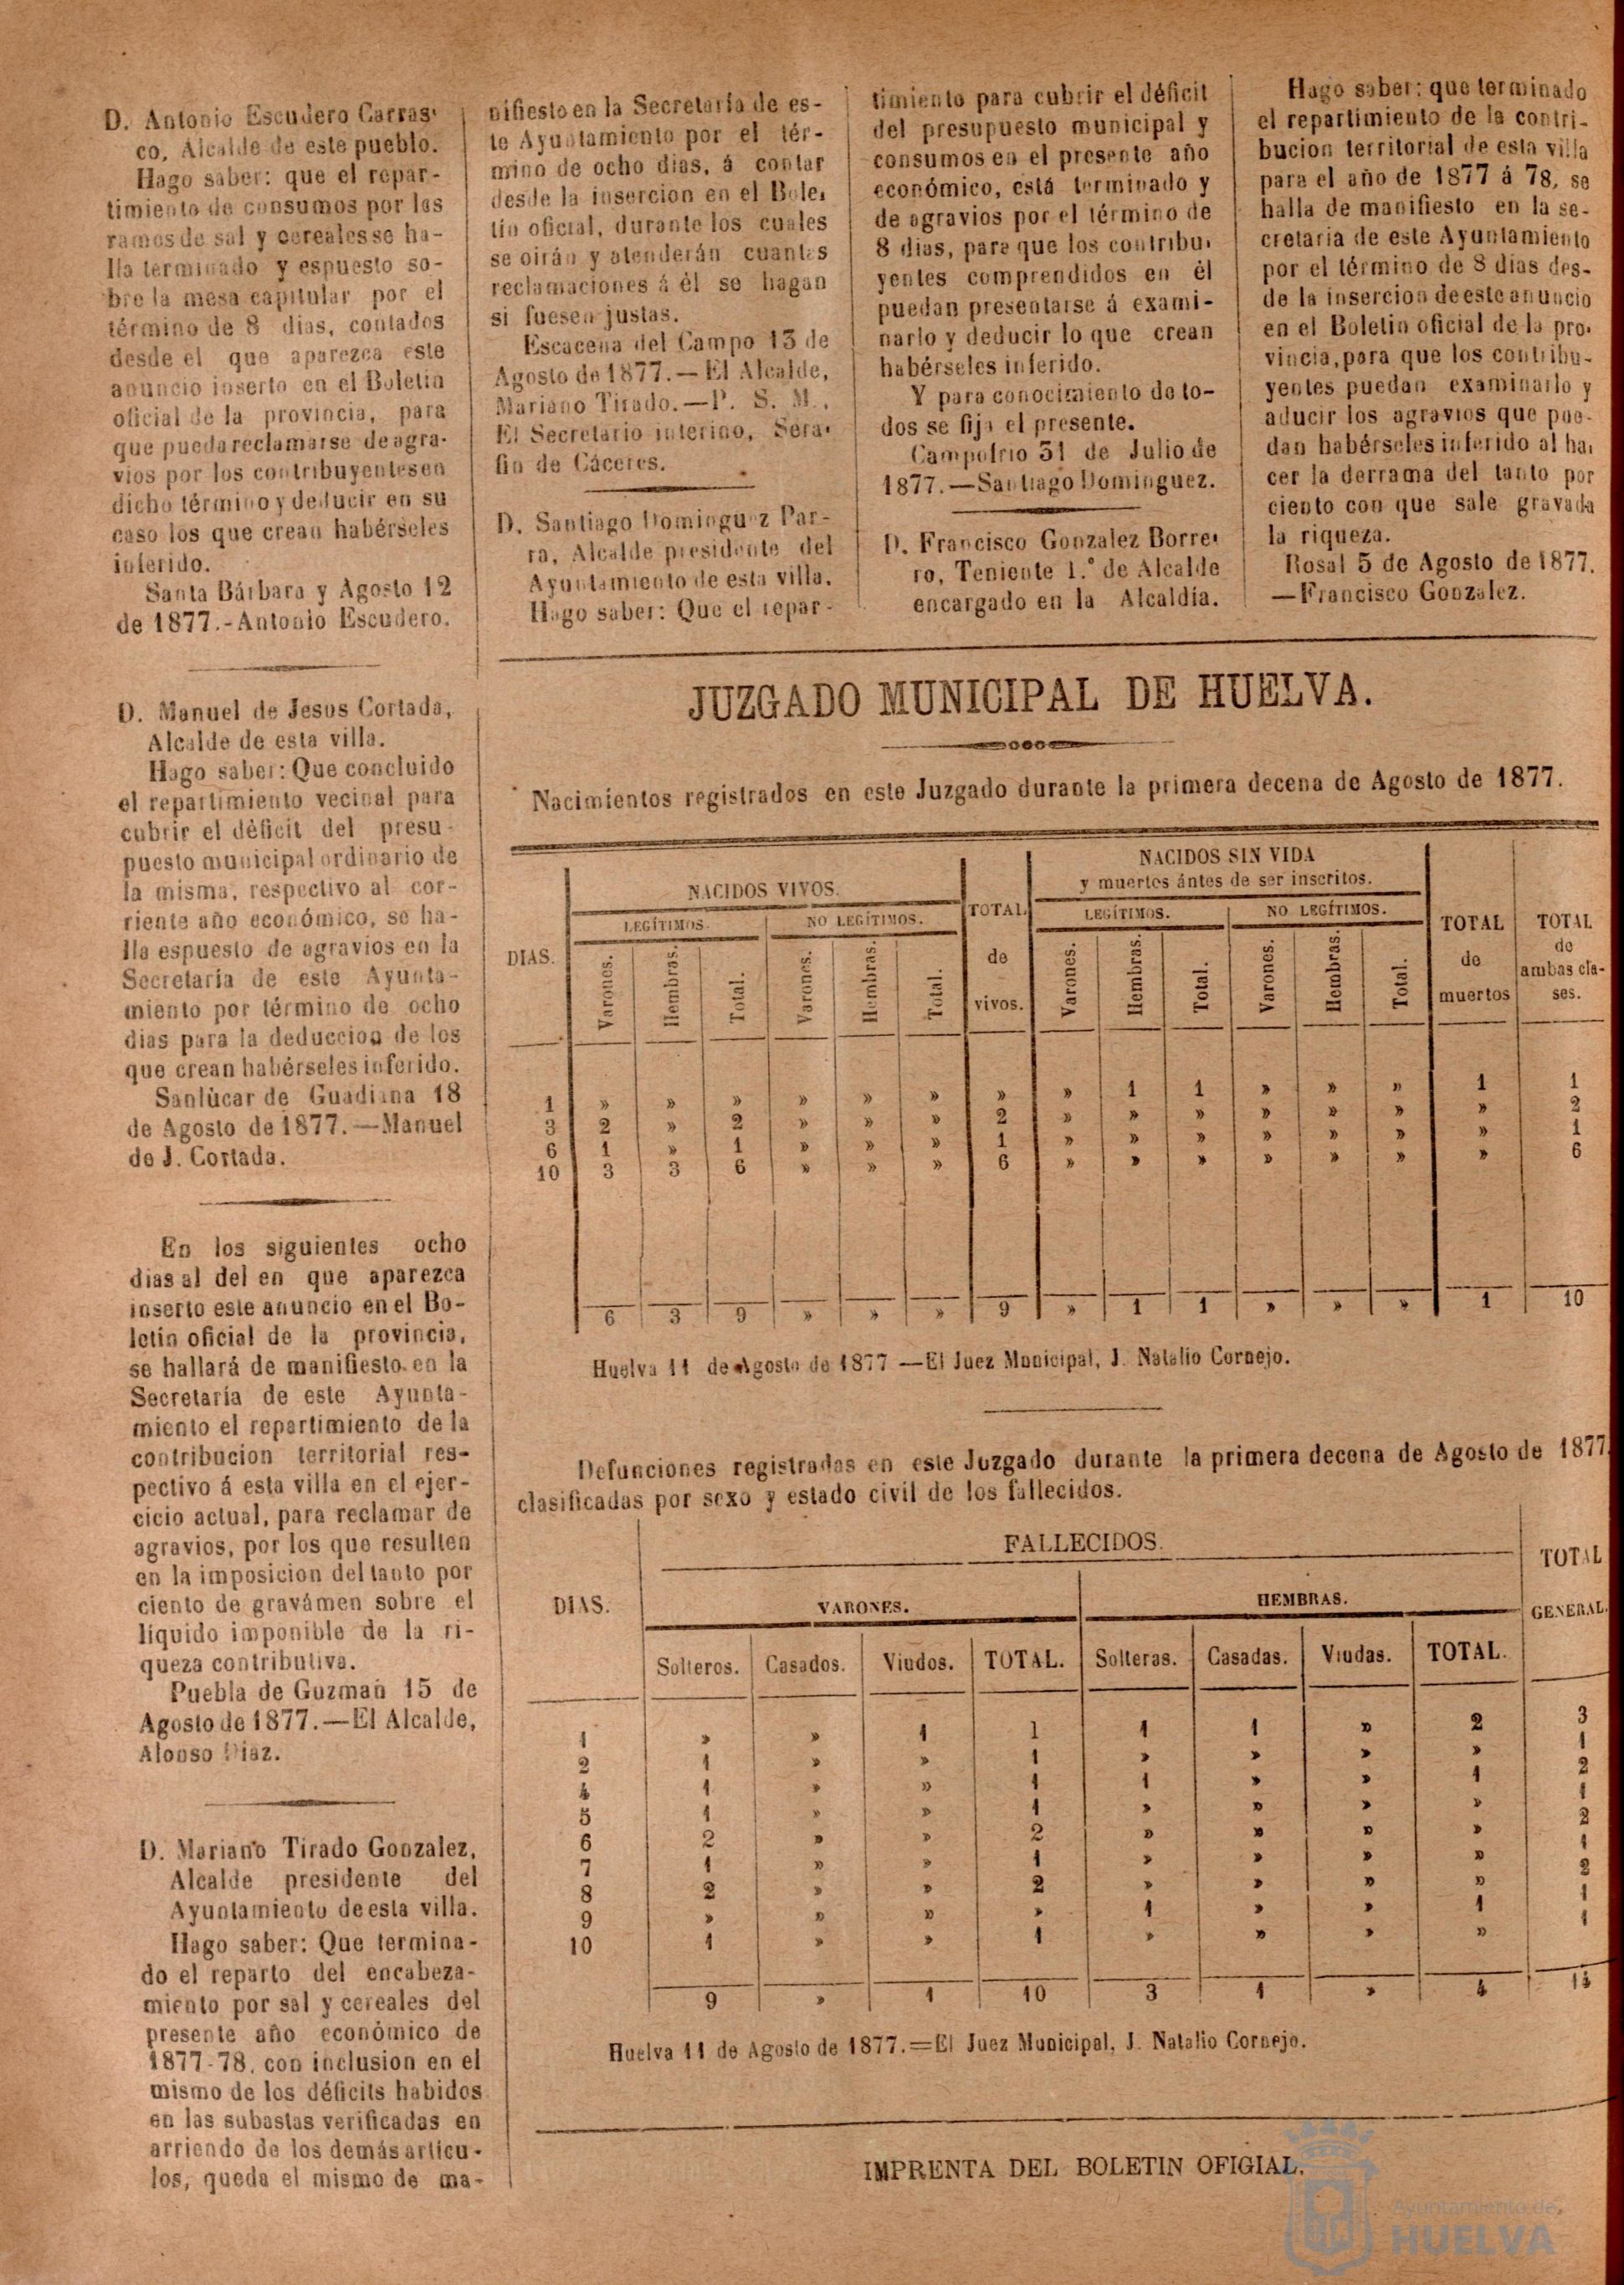 D. Antonio Escudero Carras-
co, Alcalde de este pueblo.
Hago saber: que el repar-
timiento de consumos por los
ramos de sal y cereales se ha-
lla terminado y espuesto so-
bre la mesa capitular por el
término de 8 dias, contados
desde el que aparezca este
anuncio inserto en el Boletin
oficial de la provincia, para
que pueda reclamarse de agra-
vios por los contribuyentes en
dicho término y deducir en su
caso los que crean habérseles
inferido.
Santa Bárbara y Agosto 12
de 1877.-Antonio Escudero.
D. Manuel de Jesus Cortada,
Alcalde de esta villa.
Hago saber: Que concluido
el repartimiento vecinal para
cubrir el déficit del presu-
puesto municipal ordinario de
la misma, respectivo al cor-
riente año económico, se ha-
lla espuesto de agravios en la
Secretaría de este Ayunta-
miento por término de ocho
dias para la deduccion de los
que crean habérseles inferido.
Sanlùcar de Guadiana 18
de Agosto de 1877.—Manuel
de J. Cortada.
En los siguientes ocho
dias al del en que aparezca
inserto este anuncio en el Bo-
letin oficial de la provincia,
se hallará de manifiesto en la
Secretaría de este Ayunta-
miento el repartimiento de la
contribucion territorial res-
pectivo á esta villa en el ejer-
cicio actual, para reclamar de
agravios, por los que resulten
en la imposicion del tanto por
ciento de gravámen sobre el
líquido imponible de la ri-
queza contributiva.
Puebla de Guzman 15 de
Agosto de 1877.—El Alcalde,
Alonso Diaz.
D. Mariano Tirado Gonzalez,
Alcalde presidente del
Ayuntamiento de esta villa.
Hago saber: Que termina-
do el reparto del encabeza-
miento por sal y cereales del
presente año económico de
1877-78, con inclusion en el
mismo de los déficits habidos
en las subastas verificadas en
arriendo de los demás artícu-
los, queda el mismo de ma-
nifiesto en la Secretaría de es-
te Ayuntamiento por el tér-
mino de ocho dias, á contar
desde la insercion en el Bole-
tin oficial, durante los cuales
se oirán y atenderán cuantas
reclamaciones á él se hagan
si fuesen justas.
Escacena del Campo 13 de
Agosto de 1877.—El Alcalde,
Mariano Tirado.—P. S. M.,
El Secretario interino, Sera-
fin de Cáceres.
D. Santiago Dominguez Par-
ra, Alcalde presidente del
Ayuntamiento de esta villa.
Hago saber: Que el repar-
timiento para cubrir el déficit
del presupuesto municipal y
consumos en el presente año
económico, está terminado y
de agravios por el término de
8 dias, para que los contribu-
yentes comprendidos en él
puedan presentarse á exami-
narlo y deducir lo que crean
habérseles inferido.
Y para conocimiento de to-
dos se fija el presente.
Campofrio 31 de Julio de
1877.—Santiago Dominguez.
D. Francisco Gonzalez Borre-
ro, Teniente 1.º de Alcalde
encargado en la Alcaldía.
Hago saber: que terminado
el repartimiento de la contri-
bucion territorial de esta villa
para el año de 1877 á 78, se
halla de manifiesto en la se-
cretaria de este Ayuntamiento
por el término de 8 dias des-
de la insercion de este anuncio
en el Boletin oficial de la pro-
vincia, para que los contribu-
yentes puedan examinarlo y
aducir los agravios que pue-
dan habérseles inferido al ha-
cer la derrama del tanto por
ciento con que sale gravada
la riqueza.
Rosal 5 de Agosto de 1877.
—Francisco Gonzalez.
JUZGADO MUNICIPAL DE HUELVA.
Nacimientos registrados en este Juzgado durante la primera decena de Agosto de 1877.
DIAS. NACIDOS VIVOS. TOTAL de vivos. NACIDOS SIN VIDA y muertos ántes de ser inscritos. TOTAL de muertos TOTAL de ambas cla-ses.
LEGÍTIMOS. NO LEGÍTIMOS. LEGÍTIMOS. NO LEGÍTIMOS.
Varones. Hembras. Total. Varones. Hembras. Total. Varones. Hembras. Total. Varones. Hembras. Total.
1 » » » » » » » » 1 1 » » » 1 1
3 2 » 2 » » » 2 » » » » » » » 2
6 1 » 1 » » » 1 » » » » » » » 1
10 3 3 6 » » » 6 » » » » » » » 6
6 3 9 » » » 9 » 1 1 » » » 1 10
Huelva 11 de Agosto de 1877 —El Juez Municipal, J. Natalio Cornejo.
Defunciones registradas en este Juzgado durante la primera decena de Agosto de 1877,
clasificadas por sexo y estado civil de los fallecidos.
DIAS. FALLECIDOS. TOTAL GENERAL.
VARONES. HEMBRAS.
Solteros. Casados. Viudos. TOTAL. Solteras. Casadas. Viudas. TOTAL.
1 » » 1 1 1 1 » 2 3
2 1 » » 1 » » » » 1
4 1 » » 1 1 » » 1 2
5 1 » » 1 » » » » 1
6 2 » » 2 » » » » 2
7 1 » » 1 » » » » 1
8 2 » » 2 » » » » 2
9 » » » » 1 » » 1 1
10 1 » » 1 » » » » 1
9 » 1 10 3 1 » 4 14
Huelva 11 de Agosto de 1877.=El Juez Municipal, J. Natalio Cornejo.
IMPRENTA DEL BOLETIN OFIGIAL.
Ayuntamiento de
HUELVA